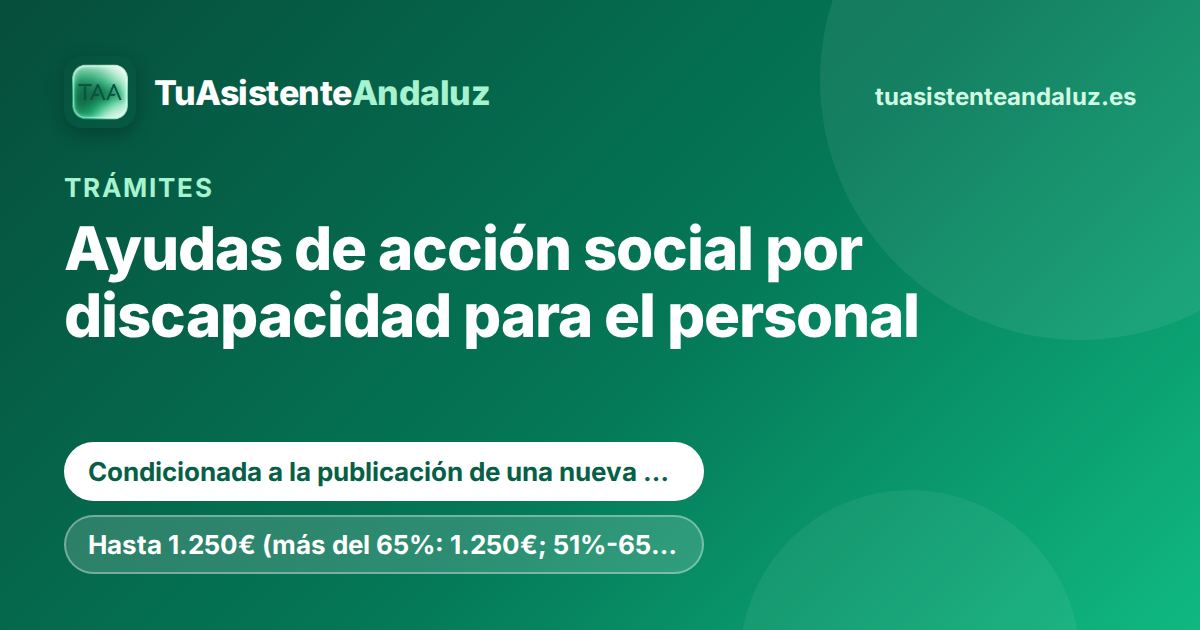 TAA
TuAsistenteAndaluz
tuasistenteandaluz.es
TRÁMITES
Ayudas de acción social por
discapacidad para el personal
Condicionada a la publicación de una nueva ...
Hasta 1.250€ (más del 65%: 1.250€; 51%-65...